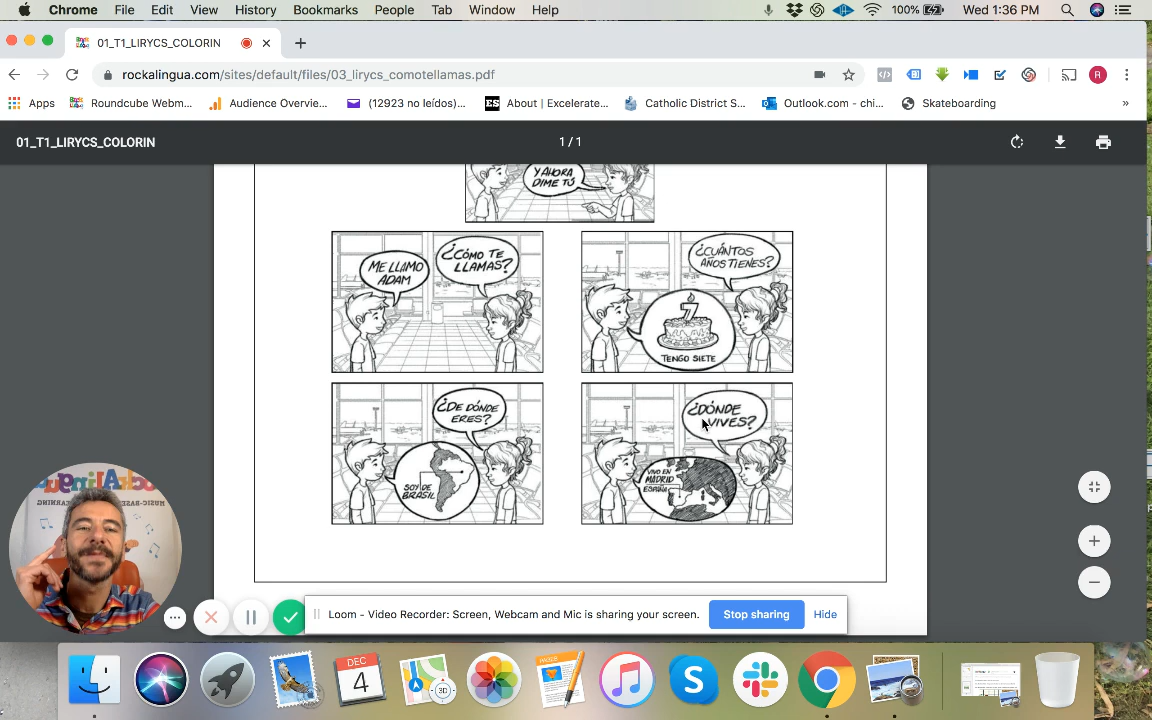 Chrome File Edit View History Bookmarks People Tab Window Help 100% Wed 1:36 PM
01_T1_LIRYCS_COLORIN
rockalingua.com/sites/default/files/03_lirycs_comotellamas.pdf R
Apps Roundcube Webm... Audience Overvie... (12923 no leídos)... ES About | Excelerate... Catholic District S... Outlook.com - chi... Skateboarding »
01_T1_LIRYCS_COLORIN 1 / 1
Y AHORA
DIME TÚ
ME LLAMO
ADAM
¿CÓMO TE
LLAMAS?
¿CUÁNTOS
AÑOS TIENES?
7
TENGO SIETE
¿DE DÓNDE
ERES?
SOY DE
BRASIL
¿DÓNDE
VIVES?
VIVO EN
MADRID
ESPAÑA
Loom – Video Recorder: Screen, Webcam and Mic is sharing your screen. Stop sharing Hide
DEC
4
3D
S